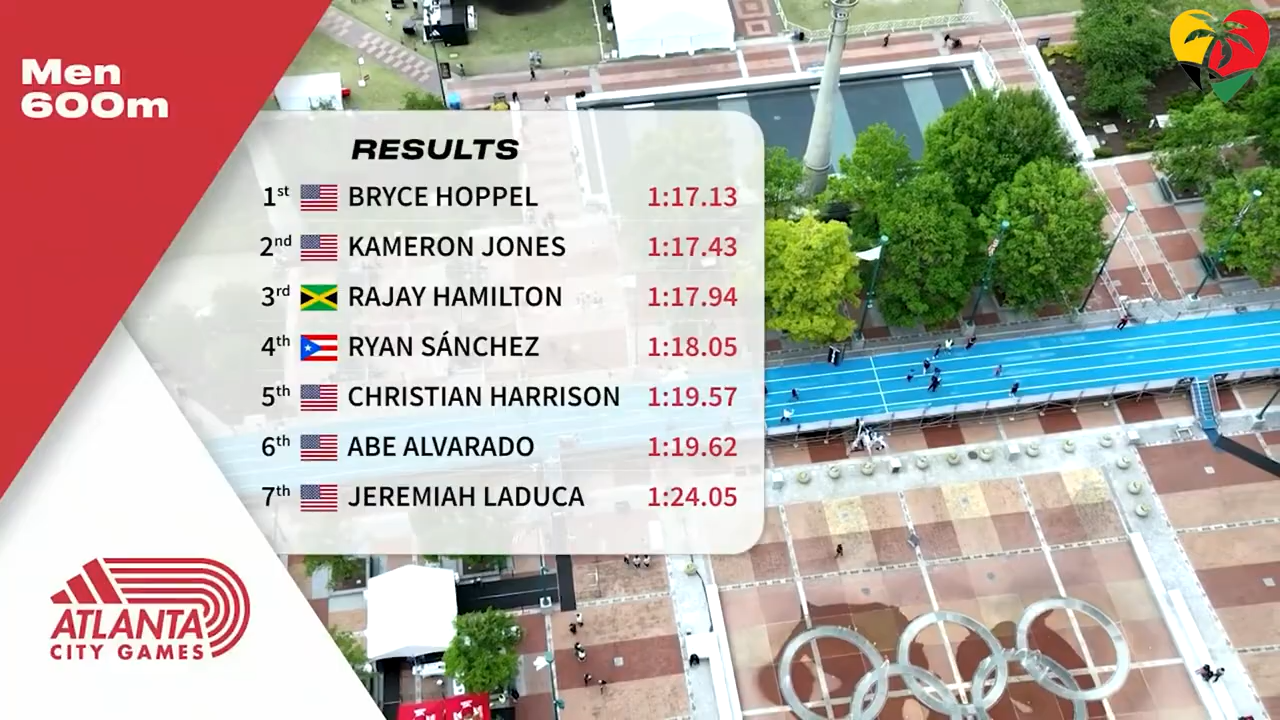 Men
600m
RESULTS
1st BRYCE HOPPEL 1:17.13
2nd KAMERON JONES 1:17.43
3rd RAJAY HAMILTON 1:17.94
4th RYAN SÁNCHEZ 1:18.05
5th CHRISTIAN HARRISON 1:19.57
6th ABE ALVARADO 1:19.62
7th JEREMIAH LADUCA 1:24.05
ATLANTA
CITY GAMES